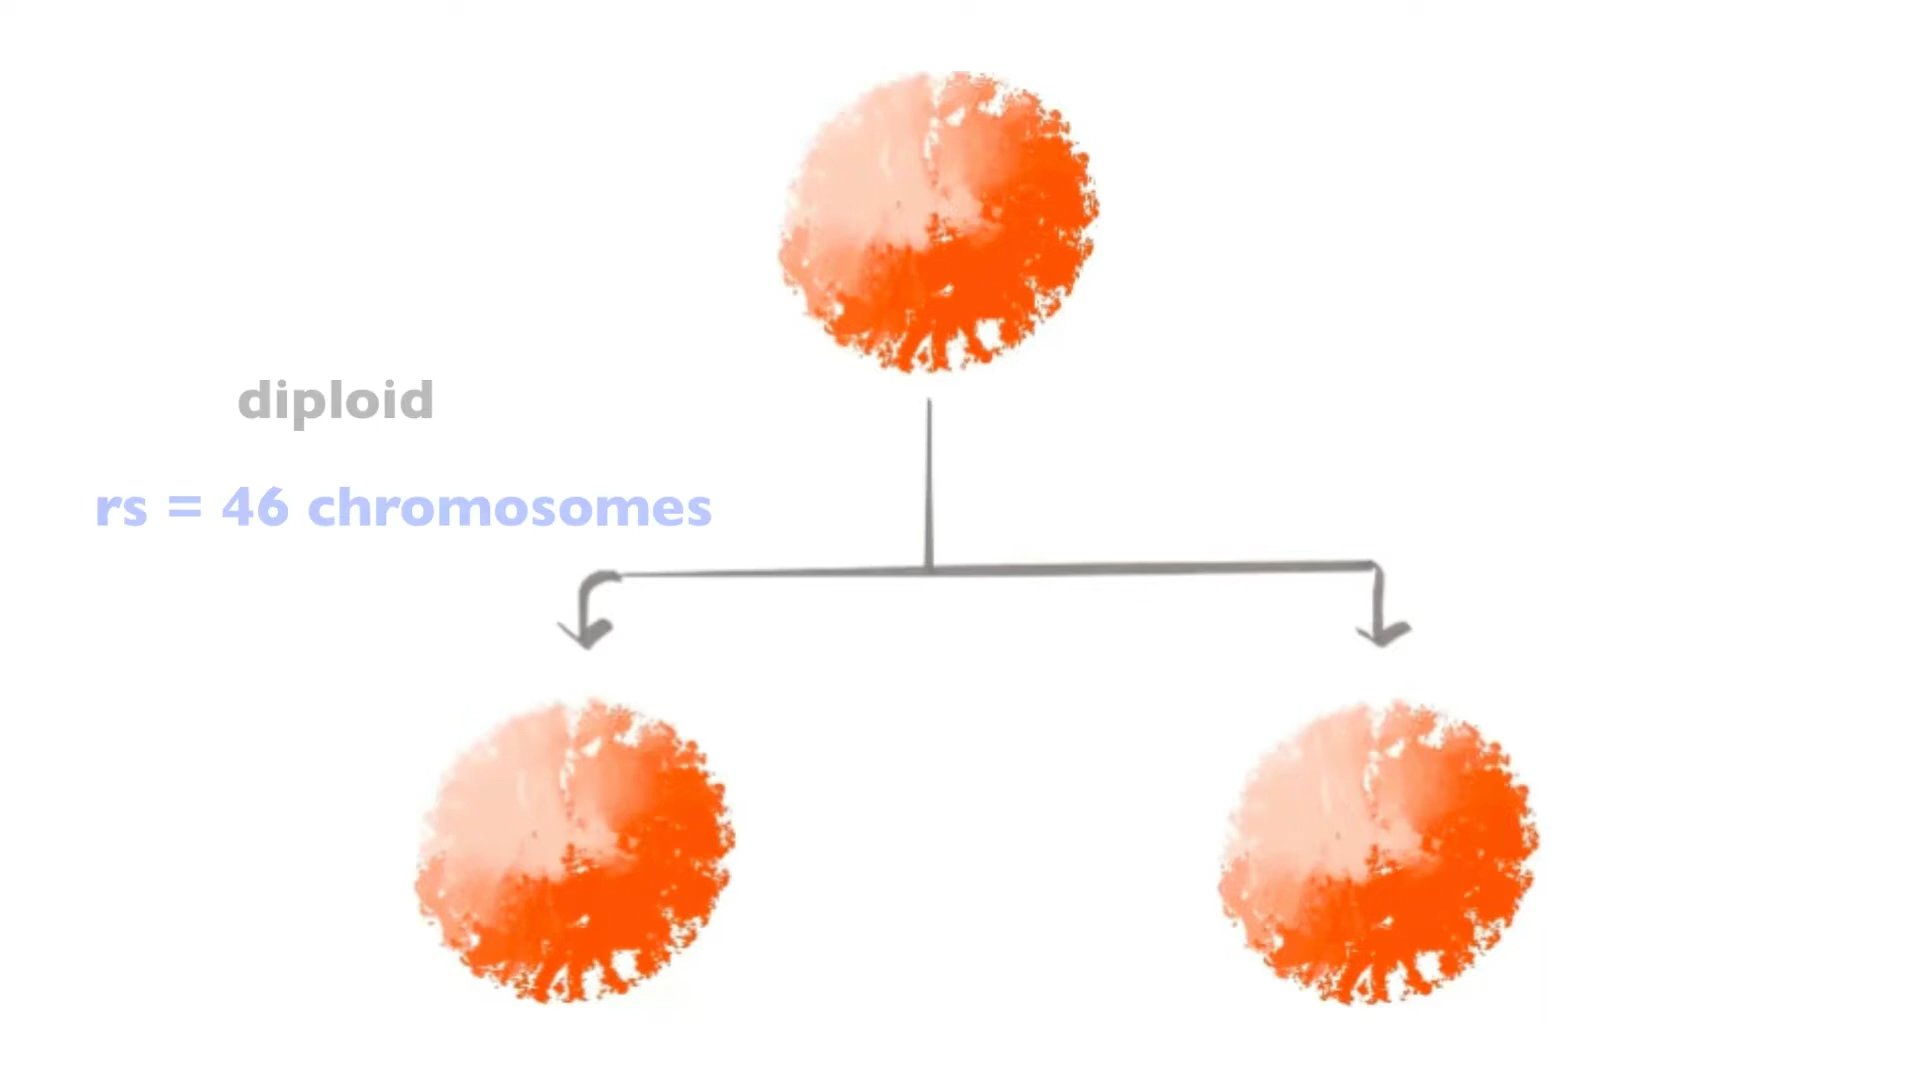 diploid
rs = 46 chromosomes